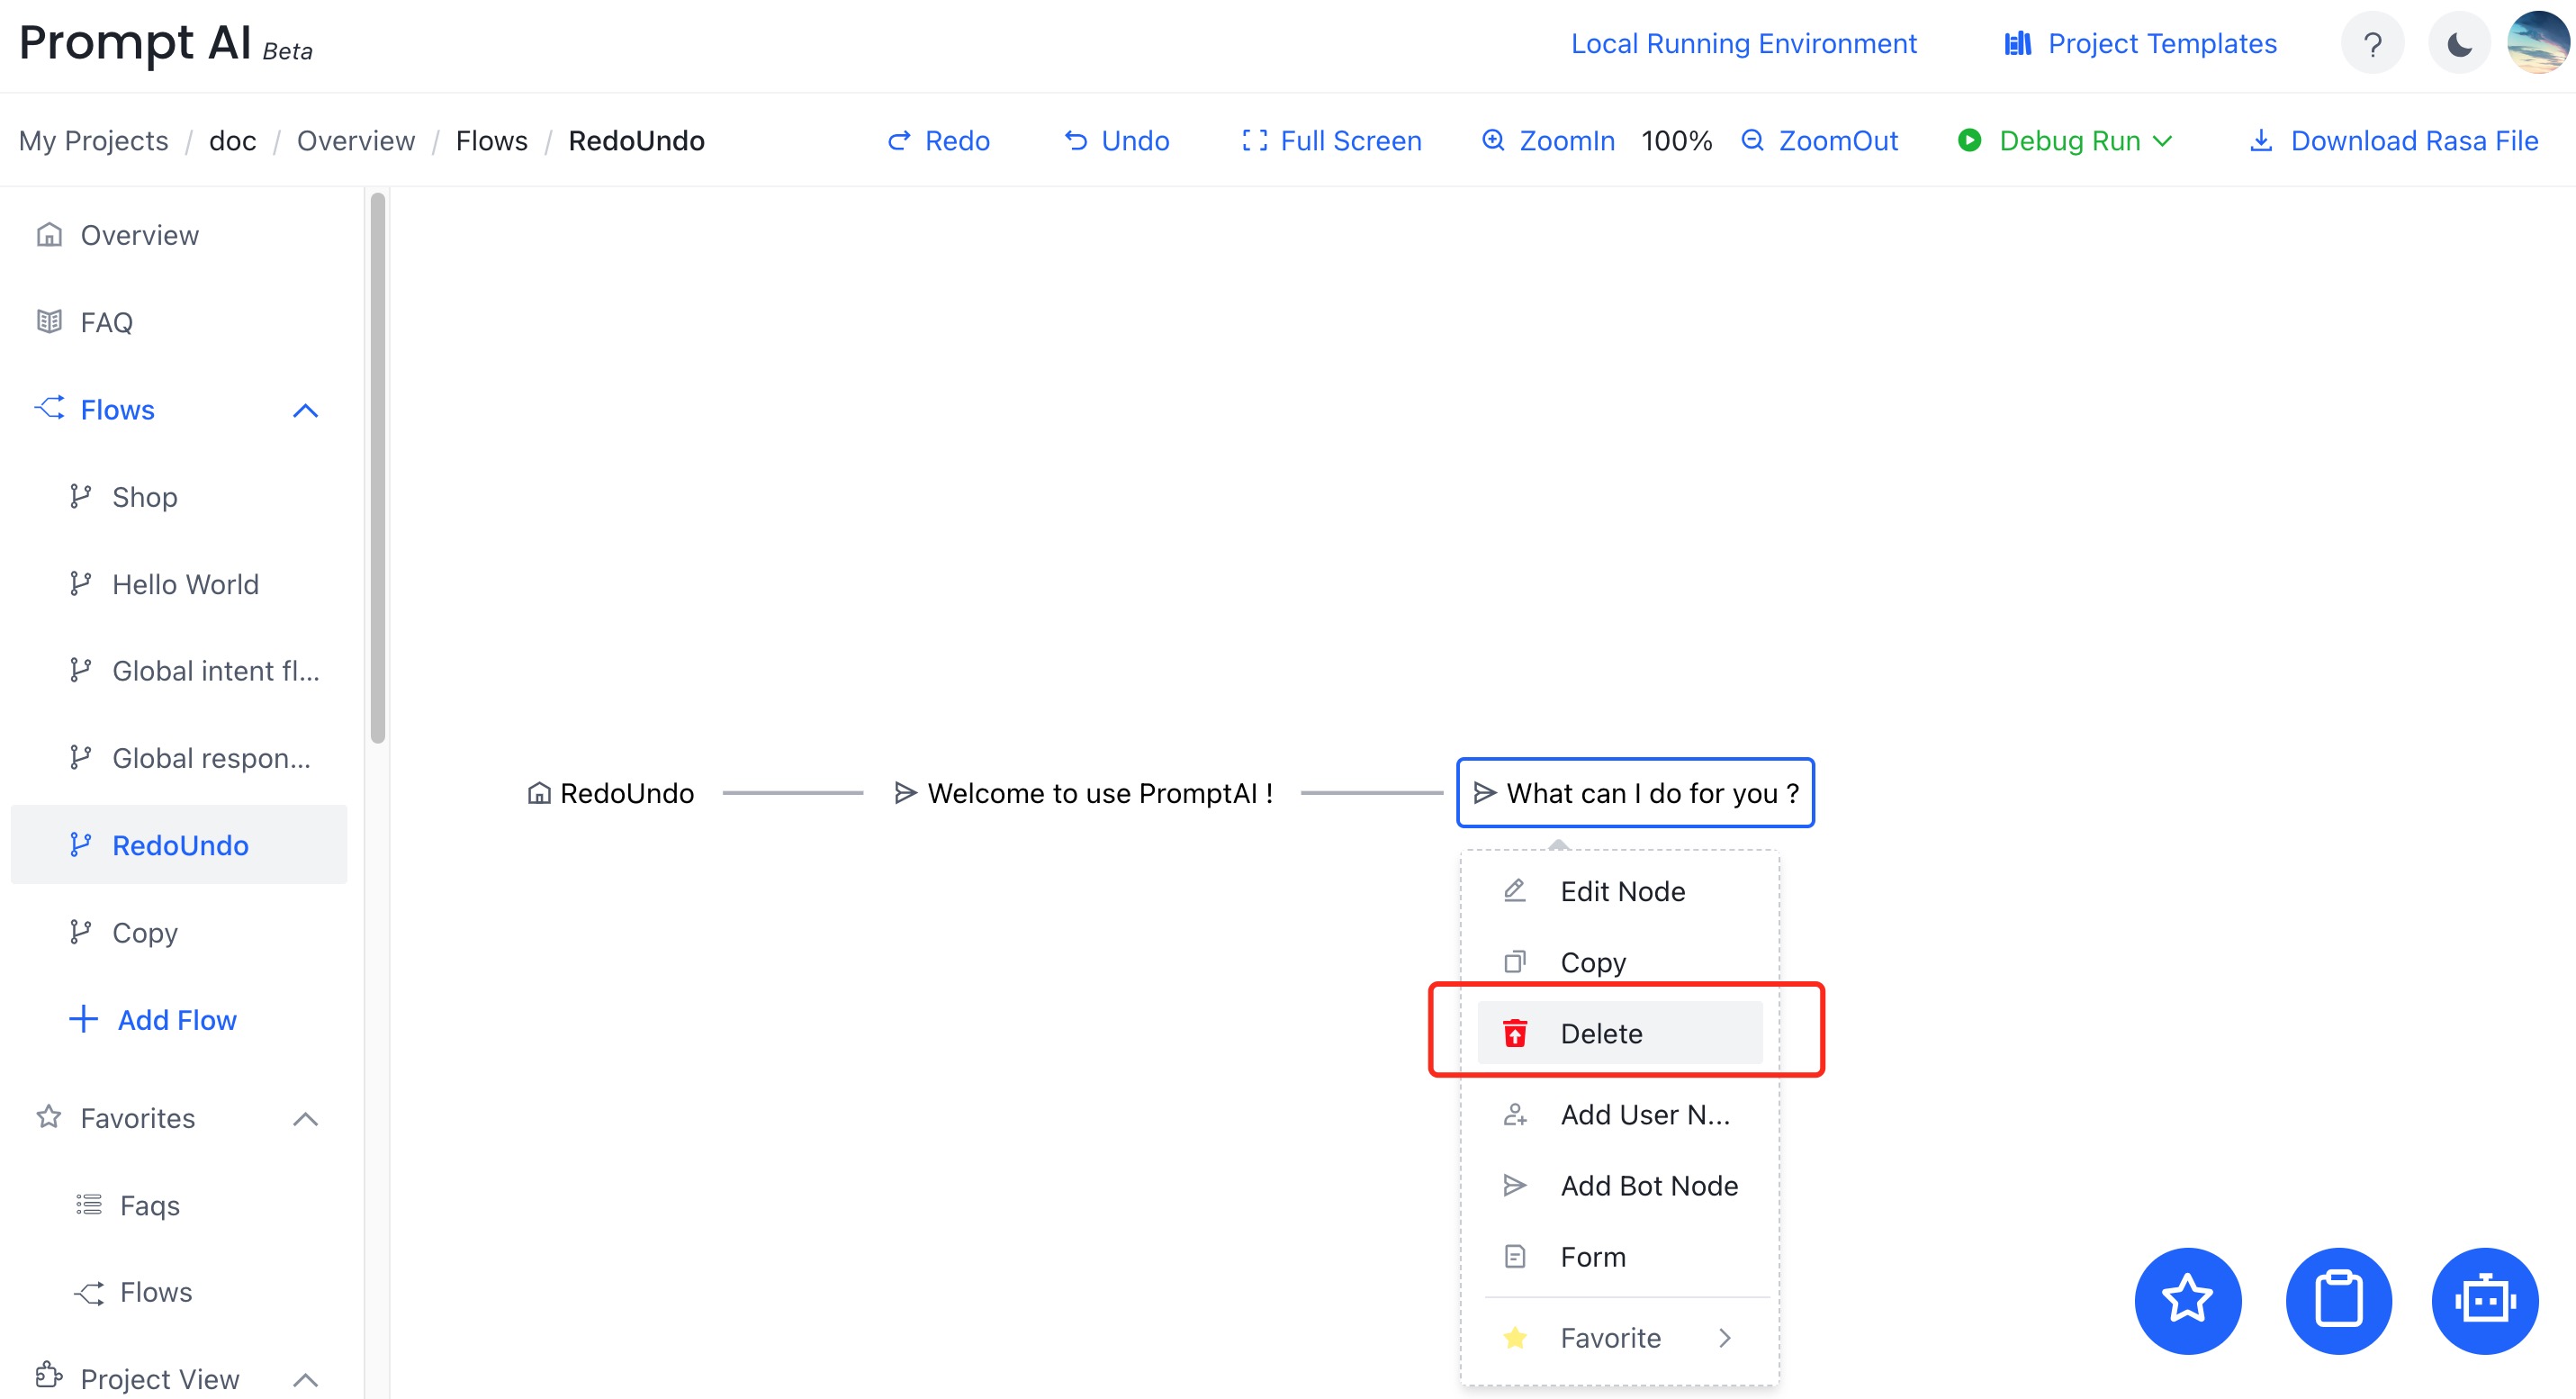 Prompt AI Beta
Local Running Environment
Project Templates
?
My Projects / doc / Overview / Flows / RedoUndo
Redo
Undo
Full Screen
ZoomIn
100%
ZoomOut
Debug Run
Download Rasa File
Overview
FAQ
Flows
Shop
Hello World
Global intent fl...
Global respon...
RedoUndo
Copy
Add Flow
Favorites
Faqs
Flows
Project View
RedoUndo
Welcome to use PromptAI !
What can I do for you ?
Edit Node
Copy
Delete
Add User N...
Add Bot Node
Form
Favorite